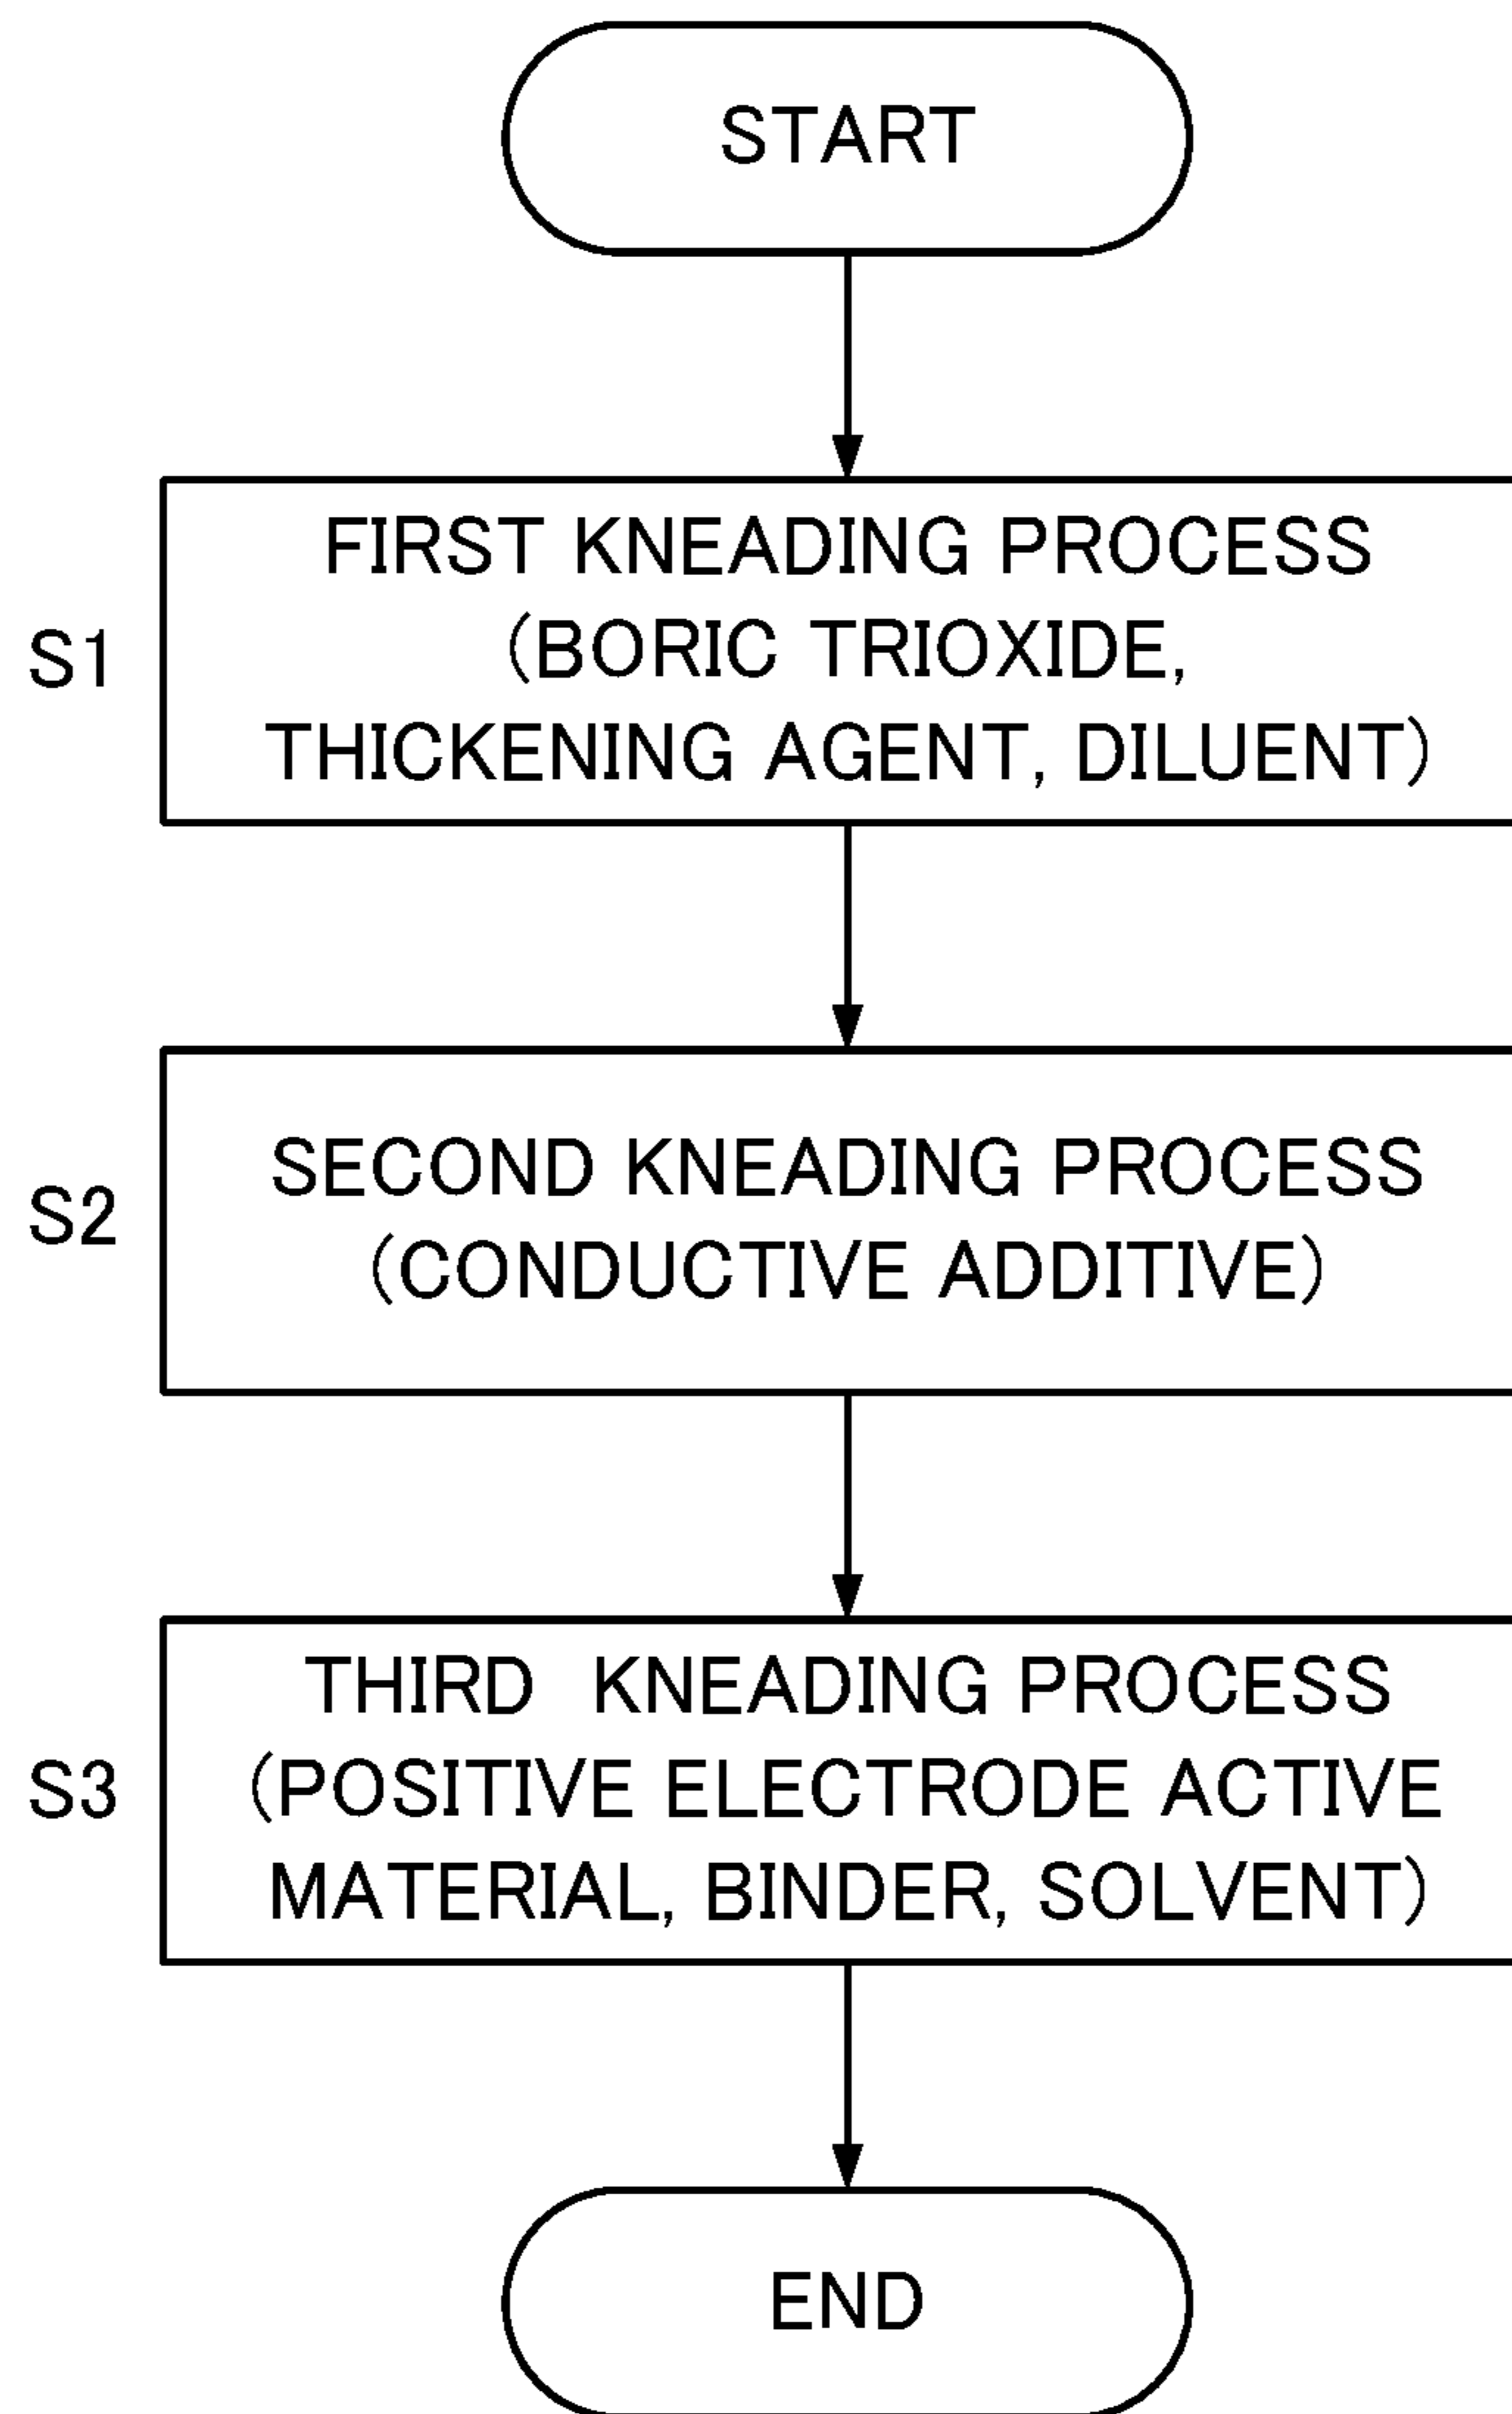 START
S1
FIRST KNEADING PROCESS
(BORIC TRIOXIDE,
THICKENING AGENT, DILUENT)
S2
SECOND KNEADING PROCESS
(CONDUCTIVE ADDITIVE)
S3
THIRD KNEADING PROCESS
(POSITIVE ELECTRODE ACTIVE
MATERIAL, BINDER, SOLVENT)
END